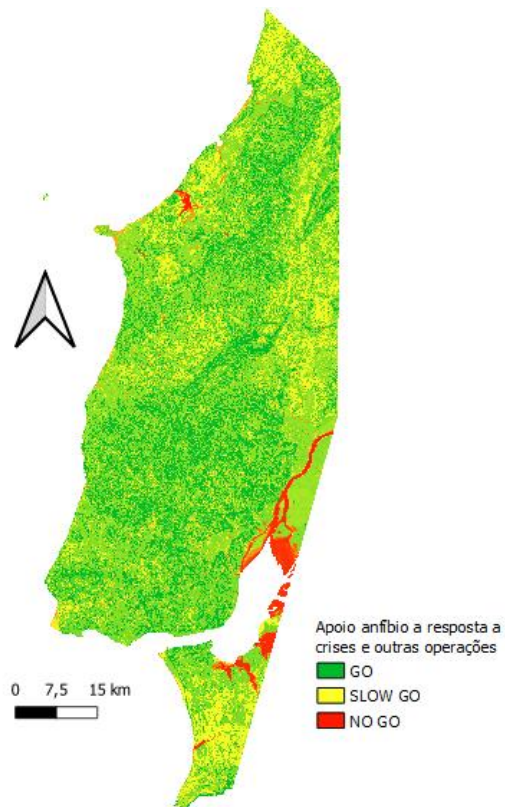 Apoio anfíbio a resposta a
crises e outras operações
GO
SLOW GO
NO GO
0 7,5 15 km